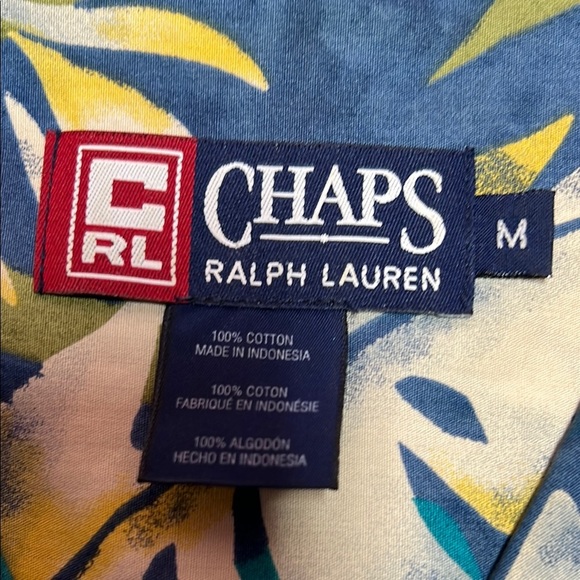 C
RL
CHAPS
RALPH LAUREN
M
100% COTTON
MADE IN INDONESIA
100% COTON
FABRIQUÉ EN INDONÉSIE
100% ALGODÓN
HECHO EN INDONESIA